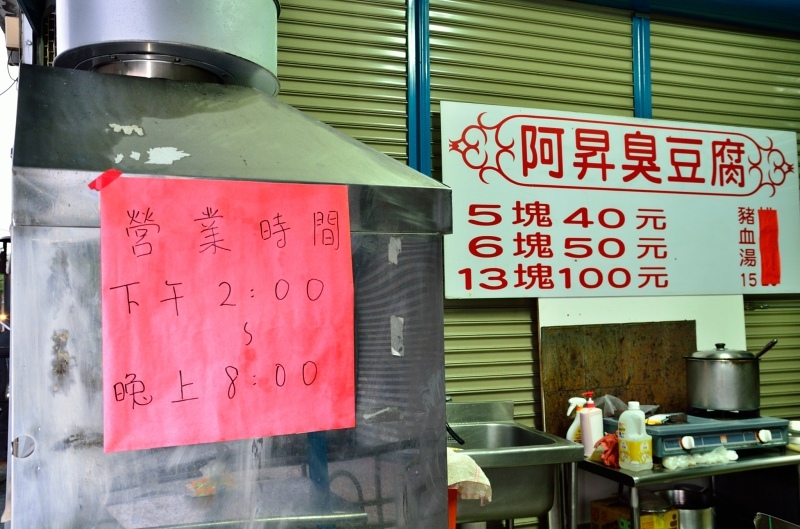 營業時間
下午 2:00
~
晚上 8:00
阿昇臭豆腐
5塊40元
6塊50元
13塊100元
豬血湯
15